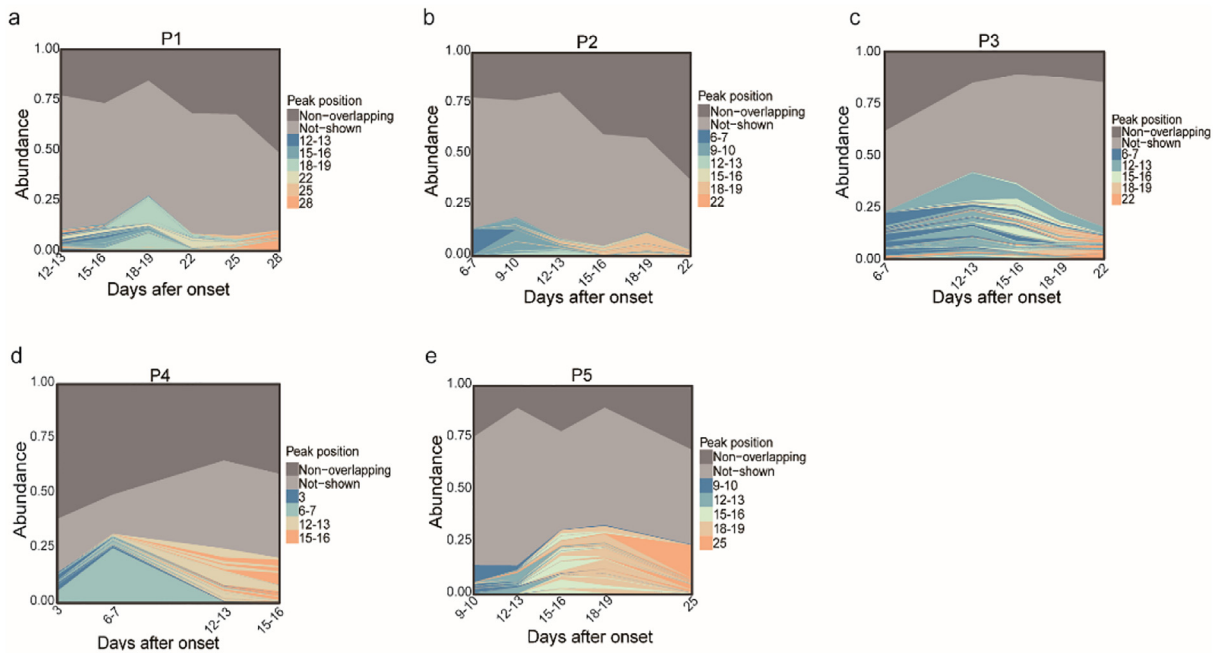 a
P1
Abundance
1.00
0.75
0.50
0.25
0.00
12-13
15-16
18-19
22
25
28
Days afer onset
Peak position
Non-overlapping
Not-shown
12-13
15-16
18-19
22
25
28
b
P2
Abundance
1.00
0.75
0.50
0.25
0.00
6-7
9-10
12-13
15-16
18-19
22
Days after onset
Peak position
Non-overlapping
Not-shown
6-7
9-10
12-13
15-16
18-19
22
c
P3
Abundance
1.00
0.75
0.50
0.25
0.00
6-7
12-13
15-16
18-19
22
Days after onset
Peak position
Non-overlapping
Not-shown
6-7
12-13
15-16
18-19
22
d
P4
Abundance
1.00
0.75
0.50
0.25
0.00
3
6-7
12-13
15-16
Days after onset
Peak position
Non-overlapping
Not-shown
3
6-7
12-13
15-16
e
P5
Abundance
1.00
0.75
0.50
0.25
0.00
9-10
12-13
15-16
18-19
25
Days after onset
Peak position
Non-overlapping
Not-shown
9-10
12-13
15-16
18-19
25